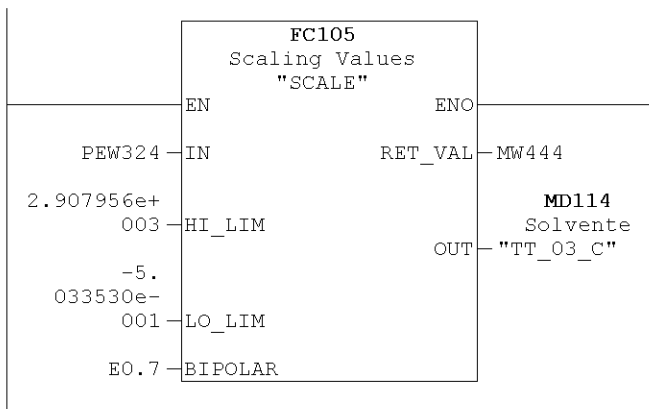 FC105
Scaling Values
"SCALE"
EN ENO
PEW324 IN RET_VAL MW444
2.907956e+
003 HI_LIM
MD114
Solvente
OUT "TT_03_C"
-5.
033530e-
001 LO_LIM
E0.7 BIPOLAR